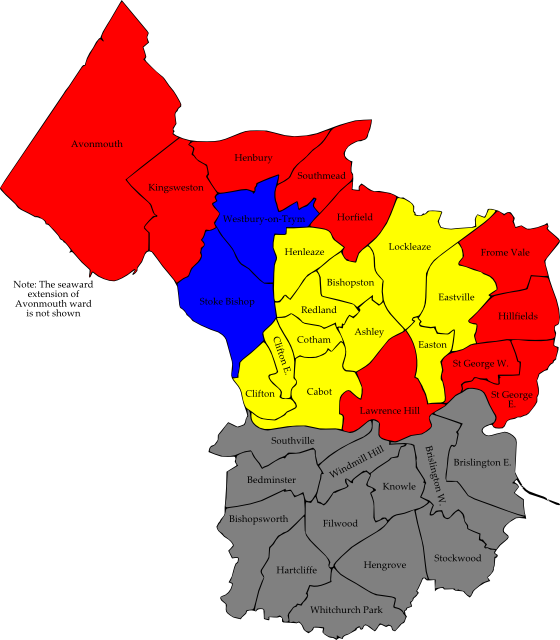 Avonmouth
Henbury
Southmead
Kingsweston
Westbury-on-Trym
Horfield
Lockleaze
Henleaze
Frome Vale
Note: The seaward
extension of
Avonmouth ward
is not shown
Bishopston
Stoke Bishop
Eastville
Redland
Hillfields
Ashley
Cotham
Easton
Clifton E.
St George W.
Clifton
Cabot
St George
E.
Lawrence Hill
Southville
Windmill Hill
Brislington W.
Brislington E.
Bedminster
Knowle
Bishopsworth
Filwood
Stockwood
Hengrove
Hartcliffe
Whitchurch Park